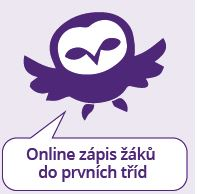 Online zápis žáků
do prvních tříd